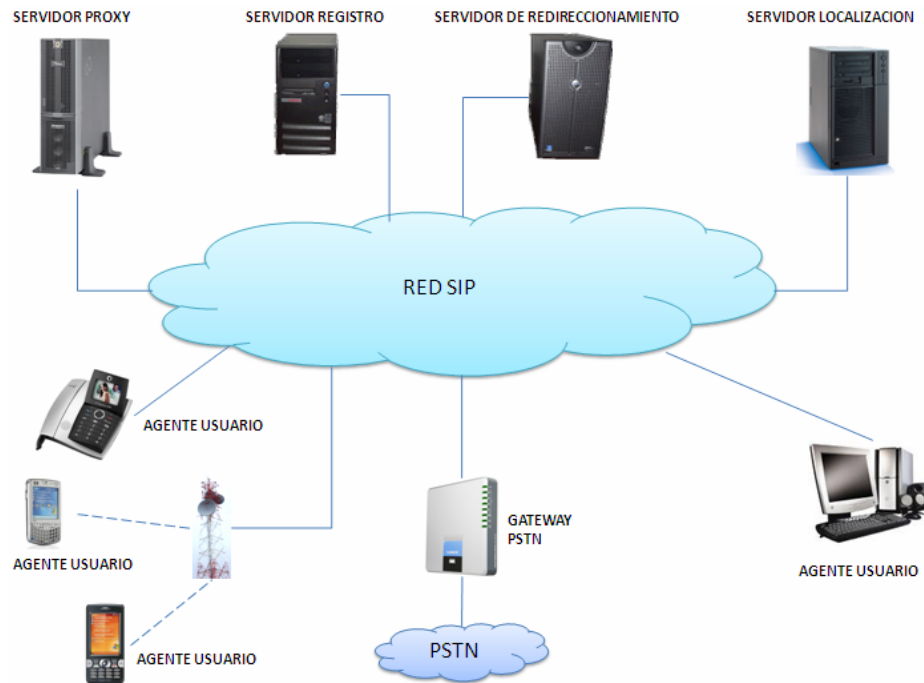 SERVIDOR PROXY
SERVIDOR REGISTRO
SERVIDOR DE REDIRECCIONAMIENTO
SERVIDOR LOCALIZACION
RED SIP
AGENTE USUARIO
AGENTE USUARIO
GATEWAY
PSTN
AGENTE USUARIO
AGENTE USUARIO
PSTN